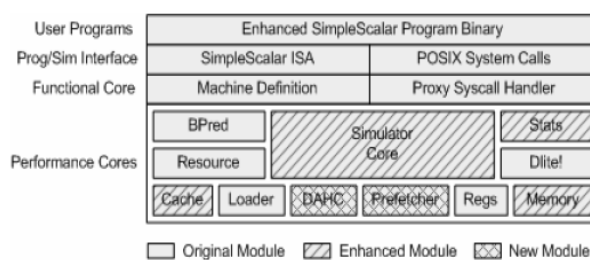 User Programs Enhanced SimpleScalar Program Binary
Prog/Sim Interface SimpleScalar ISA POSIX System Calls
Functional Core Machine Definition Proxy Syscall Handler
BPred Simulator Core Stats
Performance Cores Resource Dlite!
Cache Loader DAHC Prefetcher Regs Memory
Original Module Enhanced Module New Module